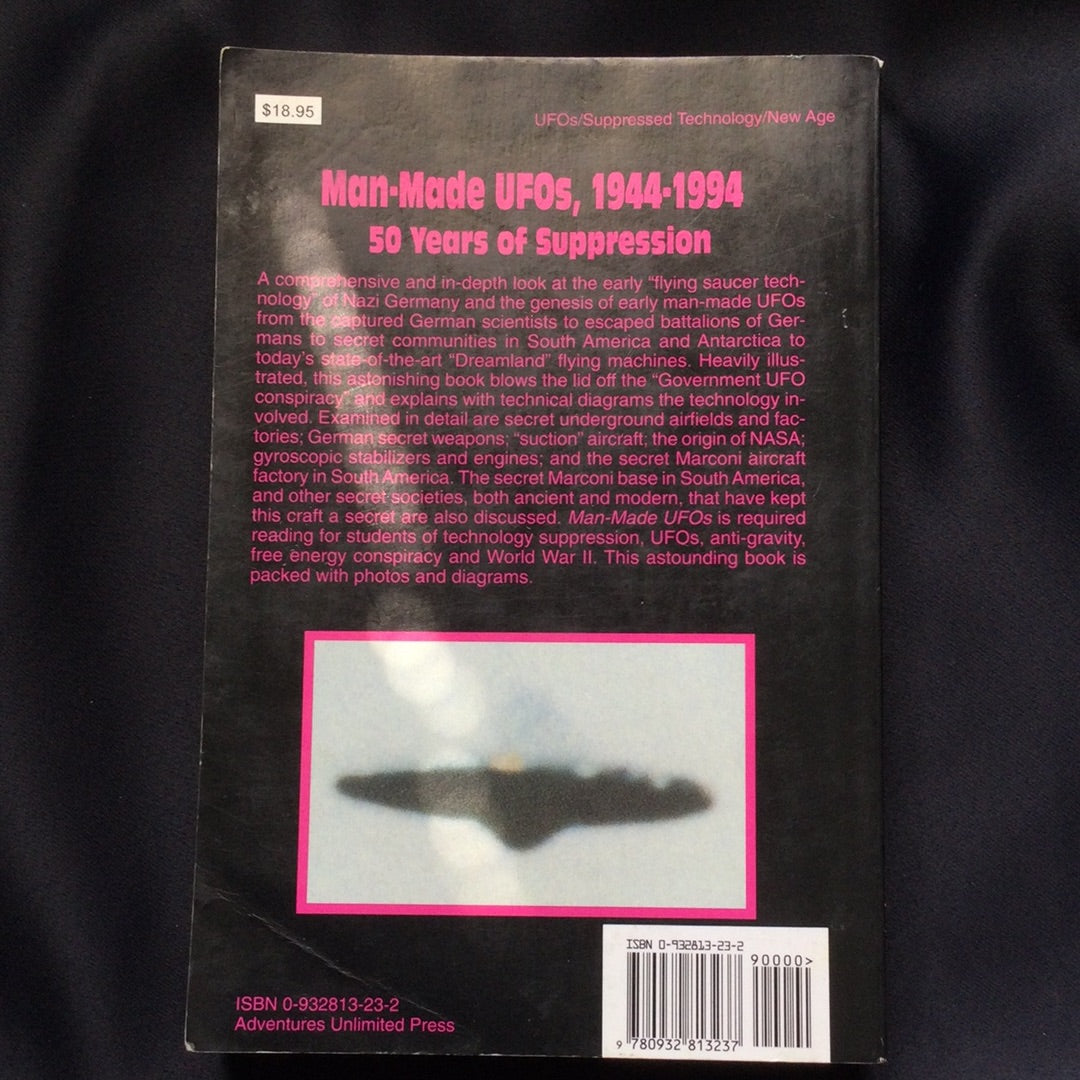 $18.95
UFOs/Suppressed Technology/New Age
Man-Made UFOs, 1944-1994
50 Years of Suppression
A comprehensive and in-depth look at the early “flying saucer tech-
nology” of Nazi Germany and the genesis of early man-made UFOs
from the captured German scientists to escaped battalions of Ger-
mans to secret communities in South America and Antarctica to
today’s state-of-the-art “Dreamland” flying machines. Heavily illus-
trated, this astonishing book blows the lid off the “Government UFO
conspiracy” and explains with technical diagrams the technology in-
volved. Examined in detail are secret underground airfields and fac-
tories; German secret weapons; “suction” aircraft; the origin of NASA;
gyroscopic stabilizers and engines; and the secret Marconi aircraft
factory in South America. The secret Marconi base in South America,
and other secret societies, both ancient and modern, that have kept
this craft a secret are also discussed. Man-Made UFOs is required
reading for students of technology suppression, UFOs, anti-gravity,
free energy conspiracy and World War II. This astounding book is
packed with photos and diagrams.
ISBN 0-932813-23-2
90000>
9 780932 813237
ISBN 0-932813-23-2
Adventures Unlimited Press